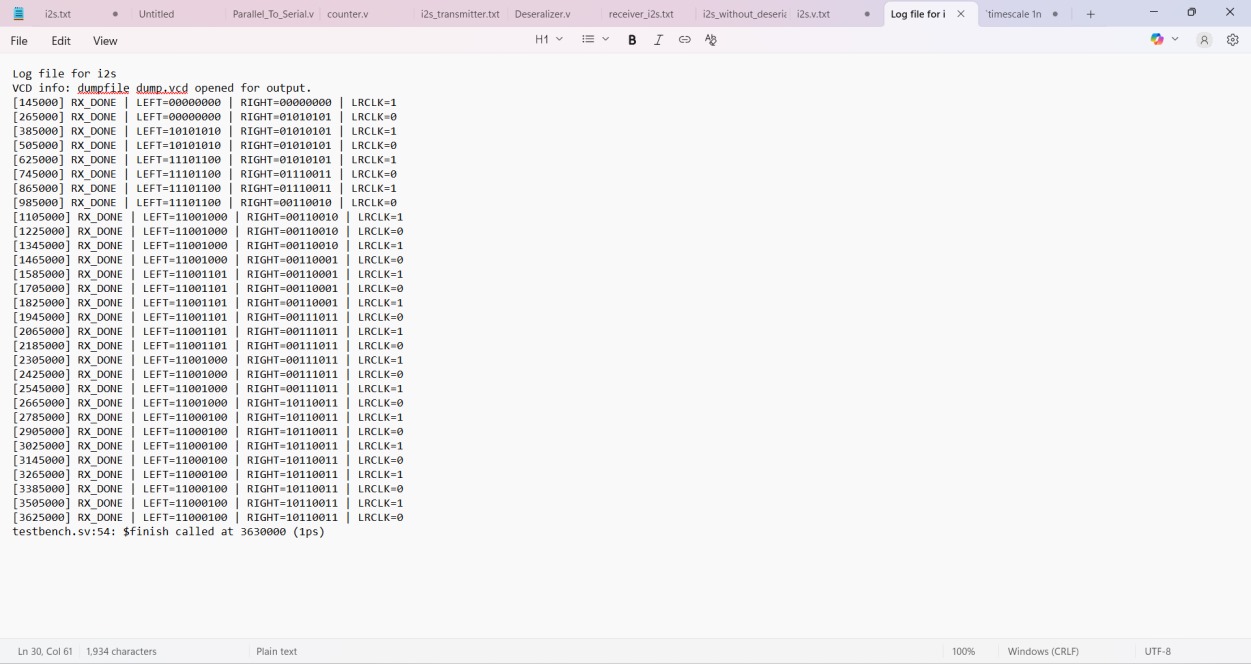 i2s.txt Untitled Parallel_To_Serial.v counter.v i2s_transmitter.txt Deseralizer.v receiver_i2s.txt i2s_without_deseria i2s.v.txt Log file for i `timescale 1n
File Edit View H1
Log file for i2s
VCD info: dumpfile dump.vcd opened for output.
[145000] RX_DONE | LEFT=00000000 | RIGHT=00000000 | LRCLK=1
[265000] RX_DONE | LEFT=00000000 | RIGHT=01010101 | LRCLK=0
[385000] RX_DONE | LEFT=10101010 | RIGHT=01010101 | LRCLK=1
[505000] RX_DONE | LEFT=10101010 | RIGHT=01010101 | LRCLK=0
[625000] RX_DONE | LEFT=11101100 | RIGHT=01010101 | LRCLK=1
[745000] RX_DONE | LEFT=11101100 | RIGHT=01110011 | LRCLK=0
[865000] RX_DONE | LEFT=11101100 | RIGHT=01110011 | LRCLK=1
[985000] RX_DONE | LEFT=11101100 | RIGHT=00110010 | LRCLK=0
[1105000] RX_DONE | LEFT=11001000 | RIGHT=00110010 | LRCLK=1
[1225000] RX_DONE | LEFT=11001000 | RIGHT=00110010 | LRCLK=0
[1345000] RX_DONE | LEFT=11001000 | RIGHT=00110010 | LRCLK=1
[1465000] RX_DONE | LEFT=11001000 | RIGHT=00110001 | LRCLK=0
[1585000] RX_DONE | LEFT=11001101 | RIGHT=00110001 | LRCLK=1
[1705000] RX_DONE | LEFT=11001101 | RIGHT=00110001 | LRCLK=0
[1825000] RX_DONE | LEFT=11001101 | RIGHT=00110001 | LRCLK=1
[1945000] RX_DONE | LEFT=11001101 | RIGHT=00111011 | LRCLK=0
[2065000] RX_DONE | LEFT=11001101 | RIGHT=00111011 | LRCLK=1
[2185000] RX_DONE | LEFT=11001101 | RIGHT=00111011 | LRCLK=0
[2305000] RX_DONE | LEFT=11001000 | RIGHT=00111011 | LRCLK=1
[2425000] RX_DONE | LEFT=11001000 | RIGHT=00111011 | LRCLK=0
[2545000] RX_DONE | LEFT=11001000 | RIGHT=00111011 | LRCLK=1
[2665000] RX_DONE | LEFT=11001000 | RIGHT=10110011 | LRCLK=0
[2785000] RX_DONE | LEFT=11000100 | RIGHT=10110011 | LRCLK=1
[2905000] RX_DONE | LEFT=11000100 | RIGHT=10110011 | LRCLK=0
[3025000] RX_DONE | LEFT=11000100 | RIGHT=10110011 | LRCLK=1
[3145000] RX_DONE | LEFT=11000100 | RIGHT=10110011 | LRCLK=0
[3265000] RX_DONE | LEFT=11000100 | RIGHT=10110011 | LRCLK=1
[3385000] RX_DONE | LEFT=11000100 | RIGHT=10110011 | LRCLK=0
[3505000] RX_DONE | LEFT=11000100 | RIGHT=10110011 | LRCLK=1
[3625000] RX_DONE | LEFT=11000100 | RIGHT=10110011 | LRCLK=0
testbench.sv:54: $finish called at 3630000 (1ps)
Ln 30, Col 61 1,934 characters Plain text 100% Windows (CRLF) UTF-8